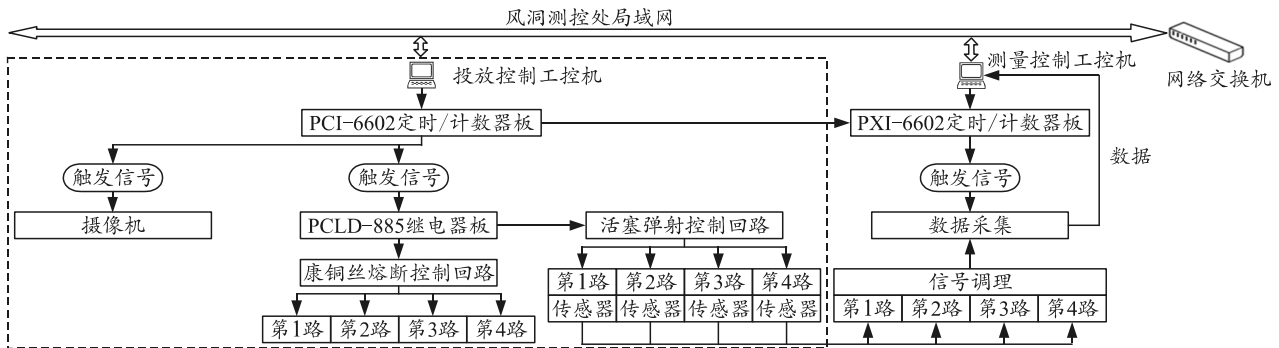 风洞测控处局域网
投放控制工控机
测量控制工控机
网络交换机
PCI-6602定时/计数器板
PXI-6602定时/计数器板
数据
触发信号
触发信号
触发信号
摄像机
PCLD-885继电器板
活塞弹射控制回路
数据采集
康铜丝熔断控制回路
第1路 第2路 第3路 第4路
传感器 传感器 传感器 传感器
信号调理
第1路 第2路 第3路 第4路
第1路 第2路 第3路 第4路